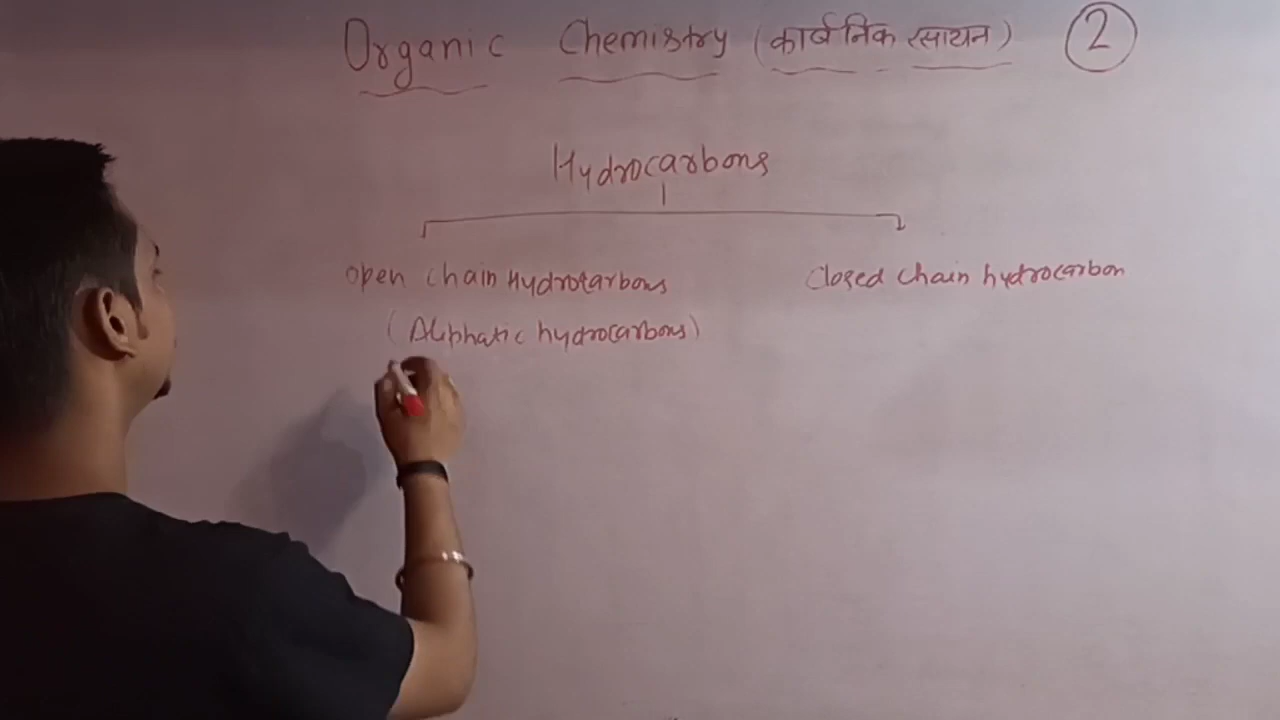 Organic Chemistry (कार्बनिक रसायन) 2
Hydrocarbons
open chain Hydrocarbons
closed chain hydrocarbon
(Aliphatic hydrocarbons)